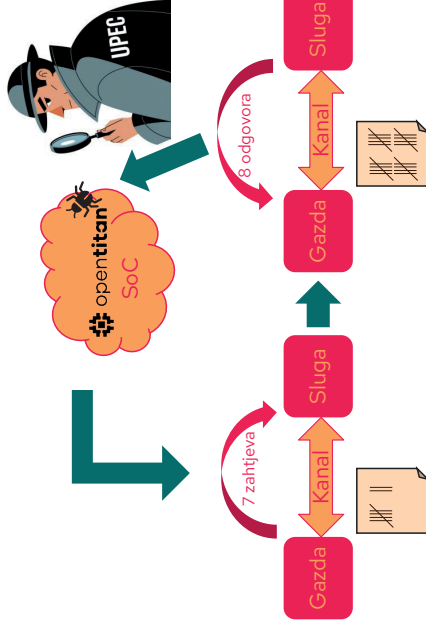 UPEC
opentitan
SoC
7 zahtjeva
Gazda
Kanal
Sluga
8 odgovora
Gazda
Kanal
Sluga